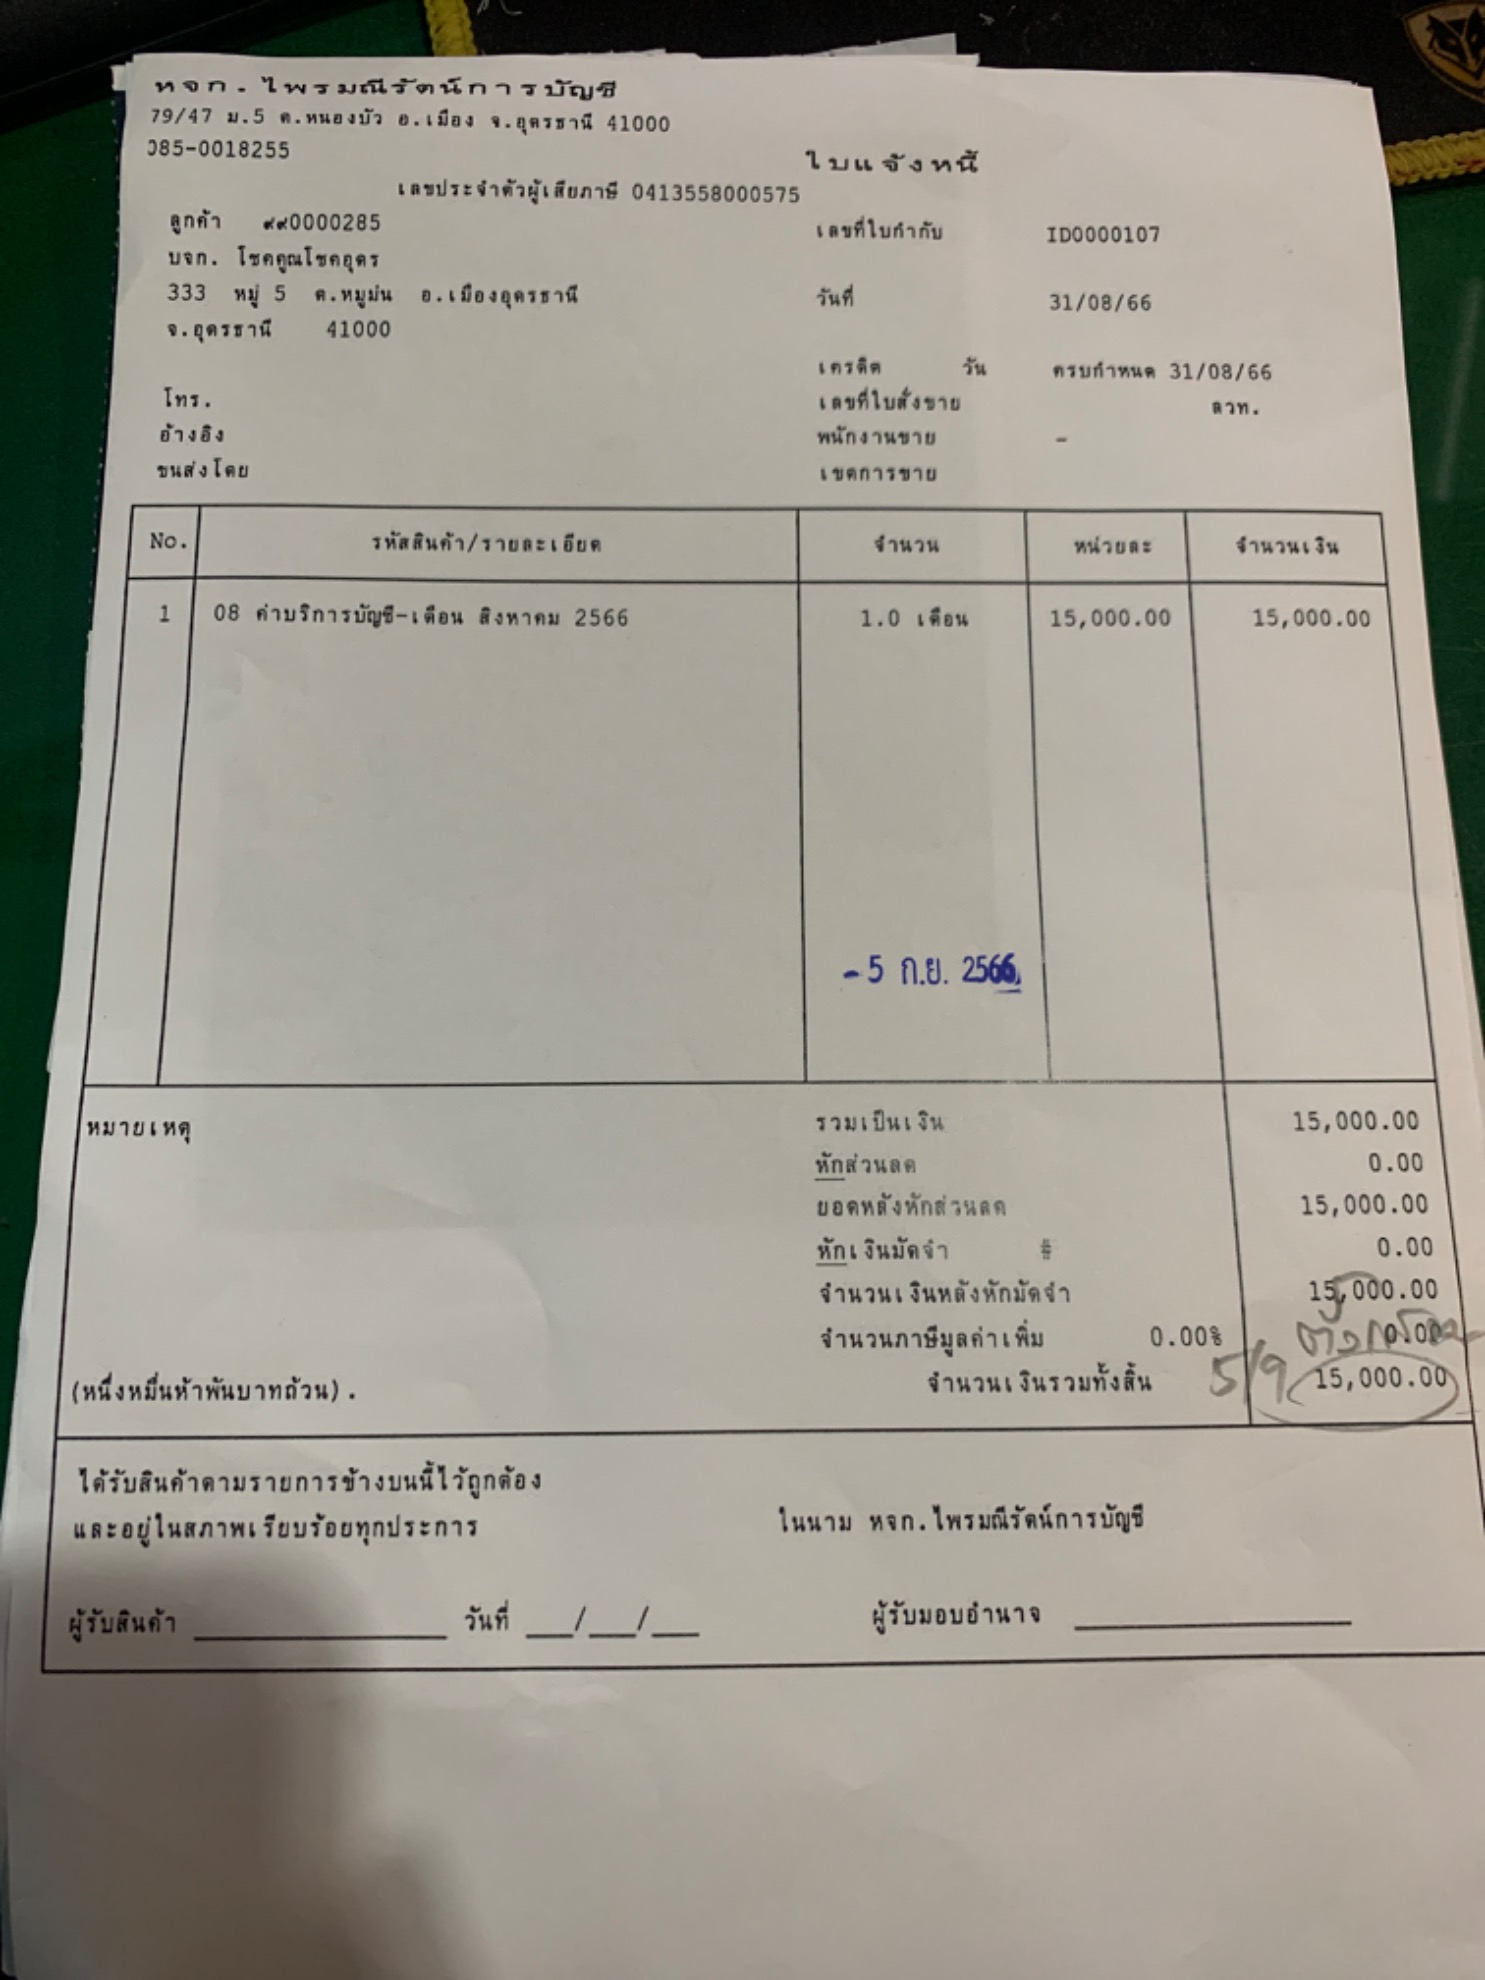 หจก.ไพรมณีรัตน์การบัญชี
79/47 ม.5 ต.หนองบัว อ.เมือง จ.อุดรธานี 41000
085-0018255
ใบแจ้งหนี้
เลขประจำตัวผู้เสียภาษี 0413558000575
ลูกค้า ๙๙0000285 เลขที่ใบกำกับ ID0000107
บจก. โชคคูณโชคอุดร
333 หมู่ 5 ต.หมูม่น อ.เมืองอุดรธานี วันที่ 31/08/66
จ.อุดรธานี 41000
เครดิต วัน ครบกำหนด 31/08/66
โทร. เลขที่ใบสั่งขาย ลวท.
อ้างอิง พนักงานขาย -
ขนส่งโดย เขตการขาย
No. รหัสสินค้า/รายละเอียด จำนวน หน่วยละ จำนวนเงิน
1 08 ค่าบริการบัญชี-เดือน สิงหาคม 2566 1.0 เดือน 15,000.00 15,000.00
- 5 ก.ย. 2566
หมายเหตุ รวมเป็นเงิน 15,000.00
หักส่วนลด 0.00
ยอดหลังหักส่วนลด 15,000.00
หักเงินมัดจำ # 0.00
จำนวนเงินหลังหักมัดจำ 15,000.00
จำนวนภาษีมูลค่าเพิ่ม 0.00% 0.00
(หนึ่งหมื่นห้าพันบาทถ้วน). จำนวนเงินรวมทั้งสิ้น 5/9 15,000.00
ได้รับสินค้าตามรายการข้างบนนี้ไว้ถูกต้อง
และอยู่ในสภาพเรียบร้อยทุกประการ ในนาม หจก.ไพรมณีรัตน์การบัญชี
ผู้รับสินค้า วันที่ __/__/__ ผู้รับมอบอำนาจ